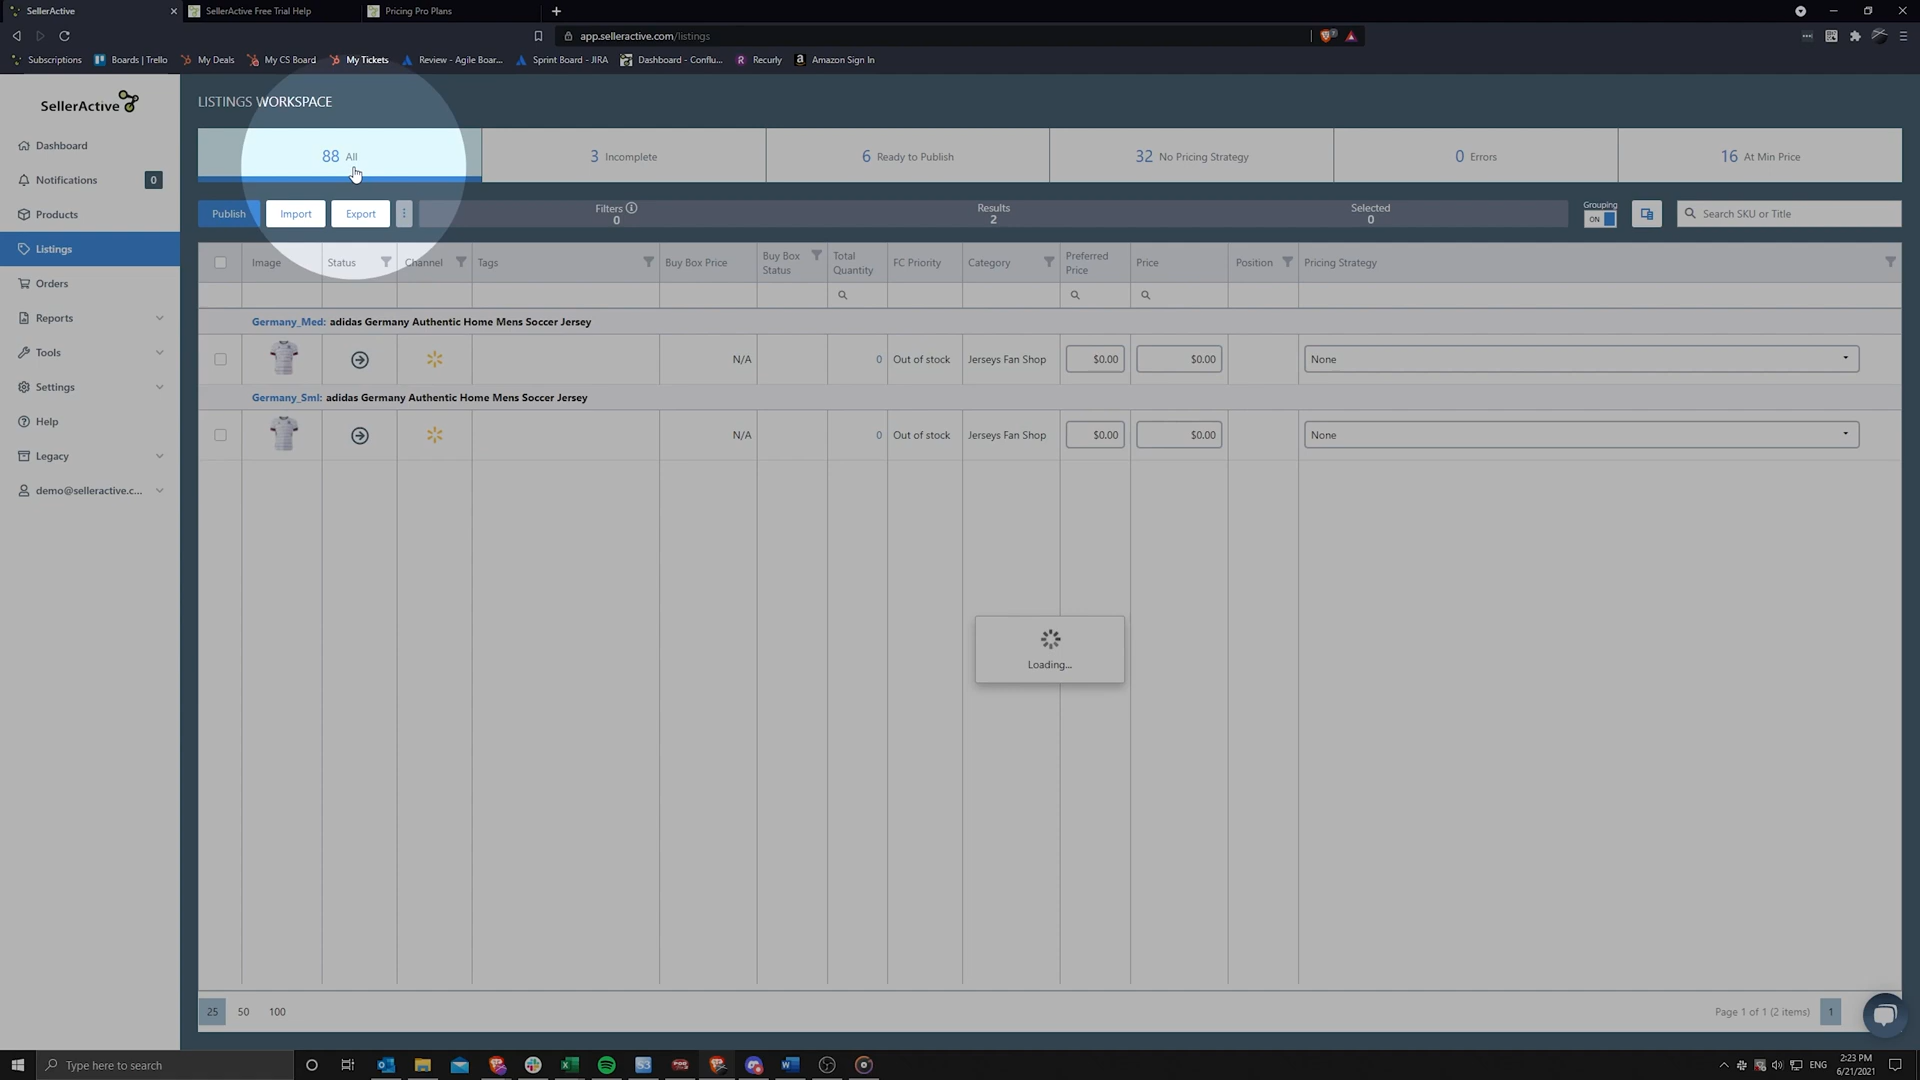 SellerActive
SellerActive Free Trial Help
Pricing Pro Plans
app.selleractive.com/listings
Subscriptions
Boards | Trello
My Deals
My CS Board
My Tickets
Review - Agile Boar...
Sprint Board - JIRA
Dashboard - Conflu...
Recurly
Amazon Sign In
SellerActive
Dashboard
Notifications 0
Products
Listings
Orders
Reports
Tools
Settings
Help
Legacy
demo@selleractive.c...
LISTINGS WORKSPACE
88 All
3 Incomplete
6 Ready to Publish
32 No Pricing Strategy
0 Errors
16 At Min Price
Publish
Import
Export
Filters
0
Results
2
Selected
0
Grouping
ON
Search SKU or Title
Image
Status
Channel
Tags
Buy Box Price
Buy Box
Status
Total
Quantity
FC Priority
Category
Preferred
Price
Price
Position
Pricing Strategy
Germany_Med: adidas Germany Authentic Home Mens Soccer Jersey
N/A 0 Out of stock Jerseys Fan Shop $0.00 $0.00 None
Germany_Sml: adidas Germany Authentic Home Mens Soccer Jersey
N/A 0 Out of stock Jerseys Fan Shop $0.00 $0.00 None
Loading...
25 50 100
Page 1 of 1 (2 items) 1
Type here to search
ENG
2:23 PM
6/21/2021